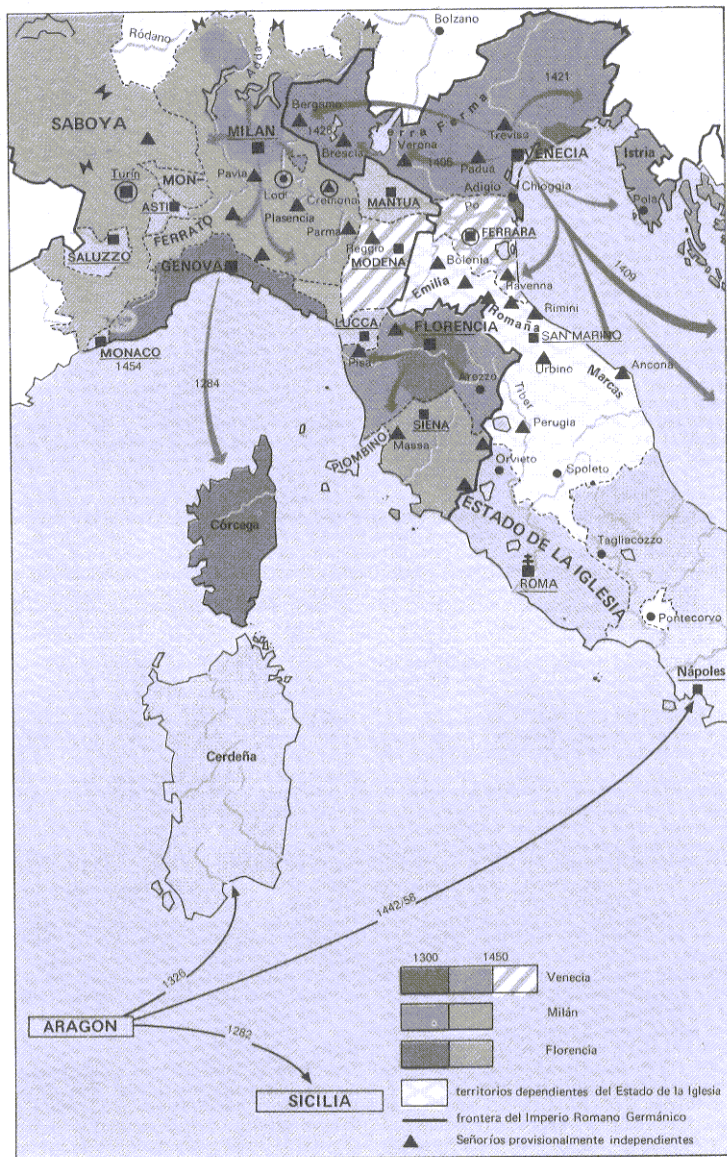 Bolzano
Ródano
Adda
1421
SABOYA
Bergamo
Terra Ferma
MILAN
1428
Treviso
Brescia
Verona
1405
VENECIA
Istria
Turín
MON-
Pavia
Lodi
Cremona
Padua
Adigio
Chioggia
Pola
ASTI
MANTUA
Po
FERRATO
Plasencia
Parma
FERRARA
SALUZZO
GENOVA
Reggio
MODENA
Bolonia
1409
Emilia
Ravenna
Romaña
Rimini
LUCCA
FLORENCIA
SAN MARINO
MONACO
1454
1284
Pisa
Arezzo
Urbino
Marcas
Ancona
Tiber
SIENA
Perugia
PIOMBINO
Massa
Orvieto
Spoleto
ESTADO DE LA IGLESIA
Córcega
Tagliacozzo
ROMA
Pontecorvo
Nápoles
Cerdeña
1442/58
1326
ARAGON
1282
SICILIA
1300 1450
Venecia
Milán
Florencia
territorios dependientes del Estado de la Iglesia
frontera del Imperio Romano Germánico
Señoríos provisionalmente independientes